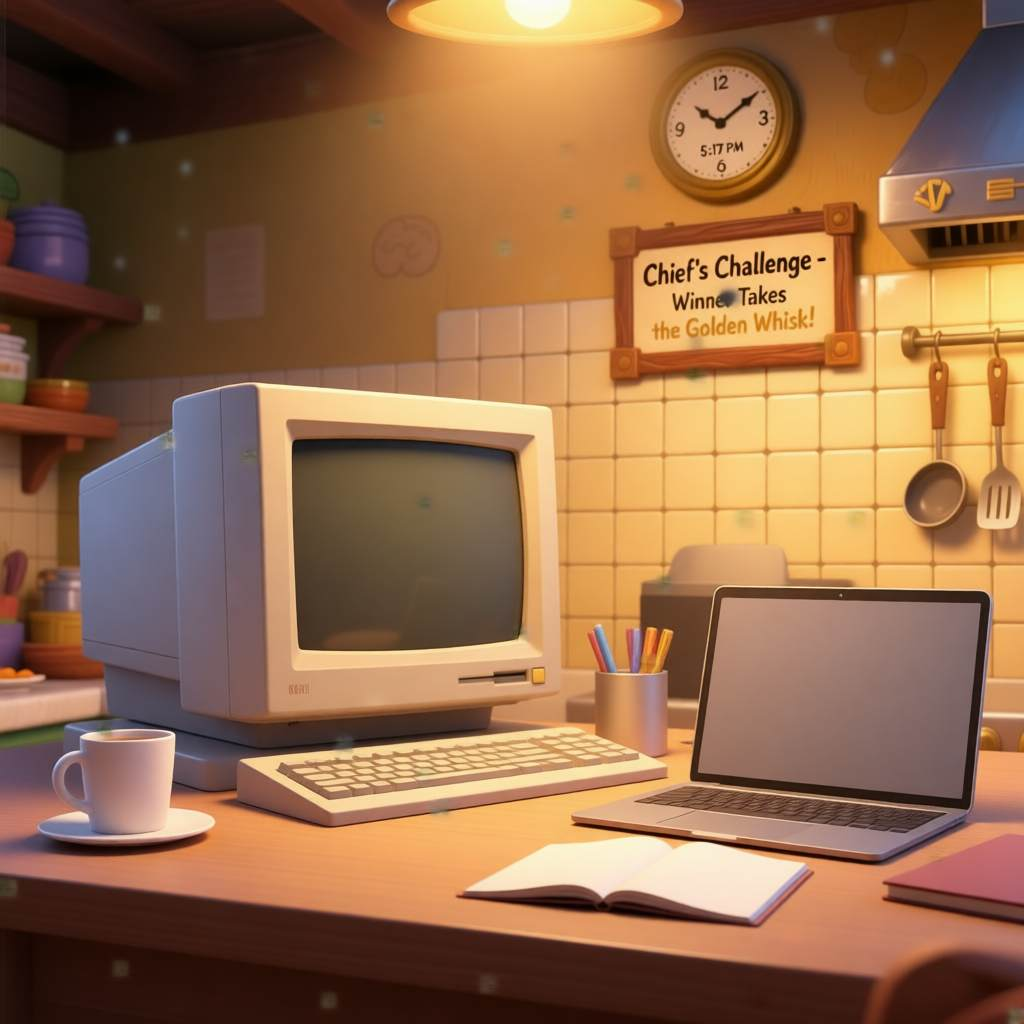 12
9
3
5:17 PM
6
Chief's Challenge -
Winner Takes
the Golden Whisk!